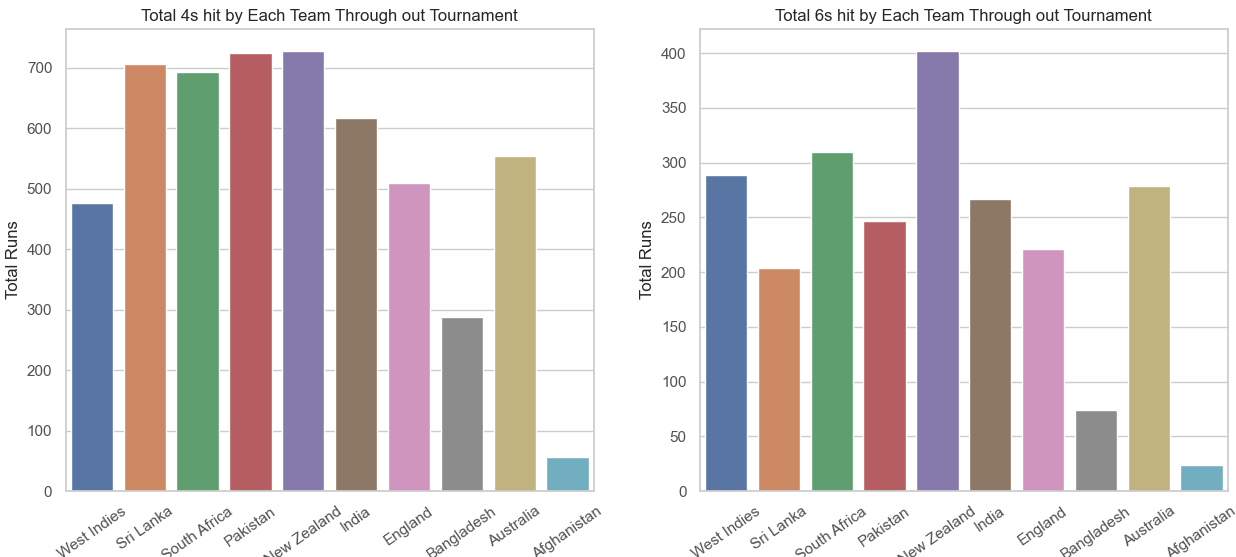 Total 4s hit by Each Team Through out Tournament
Total Runs
700
600
500
400
300
200
100
0
West Indies
Sri Lanka
South Africa
Pakistan
New Zealand
India
England
Bangladesh
Australia
Afghanistan
Total 6s hit by Each Team Through out Tournament
Total Runs
400
350
300
250
200
150
100
50
0
West Indies
Sri Lanka
South Africa
Pakistan
New Zealand
India
England
Bangladesh
Australia
Afghanistan